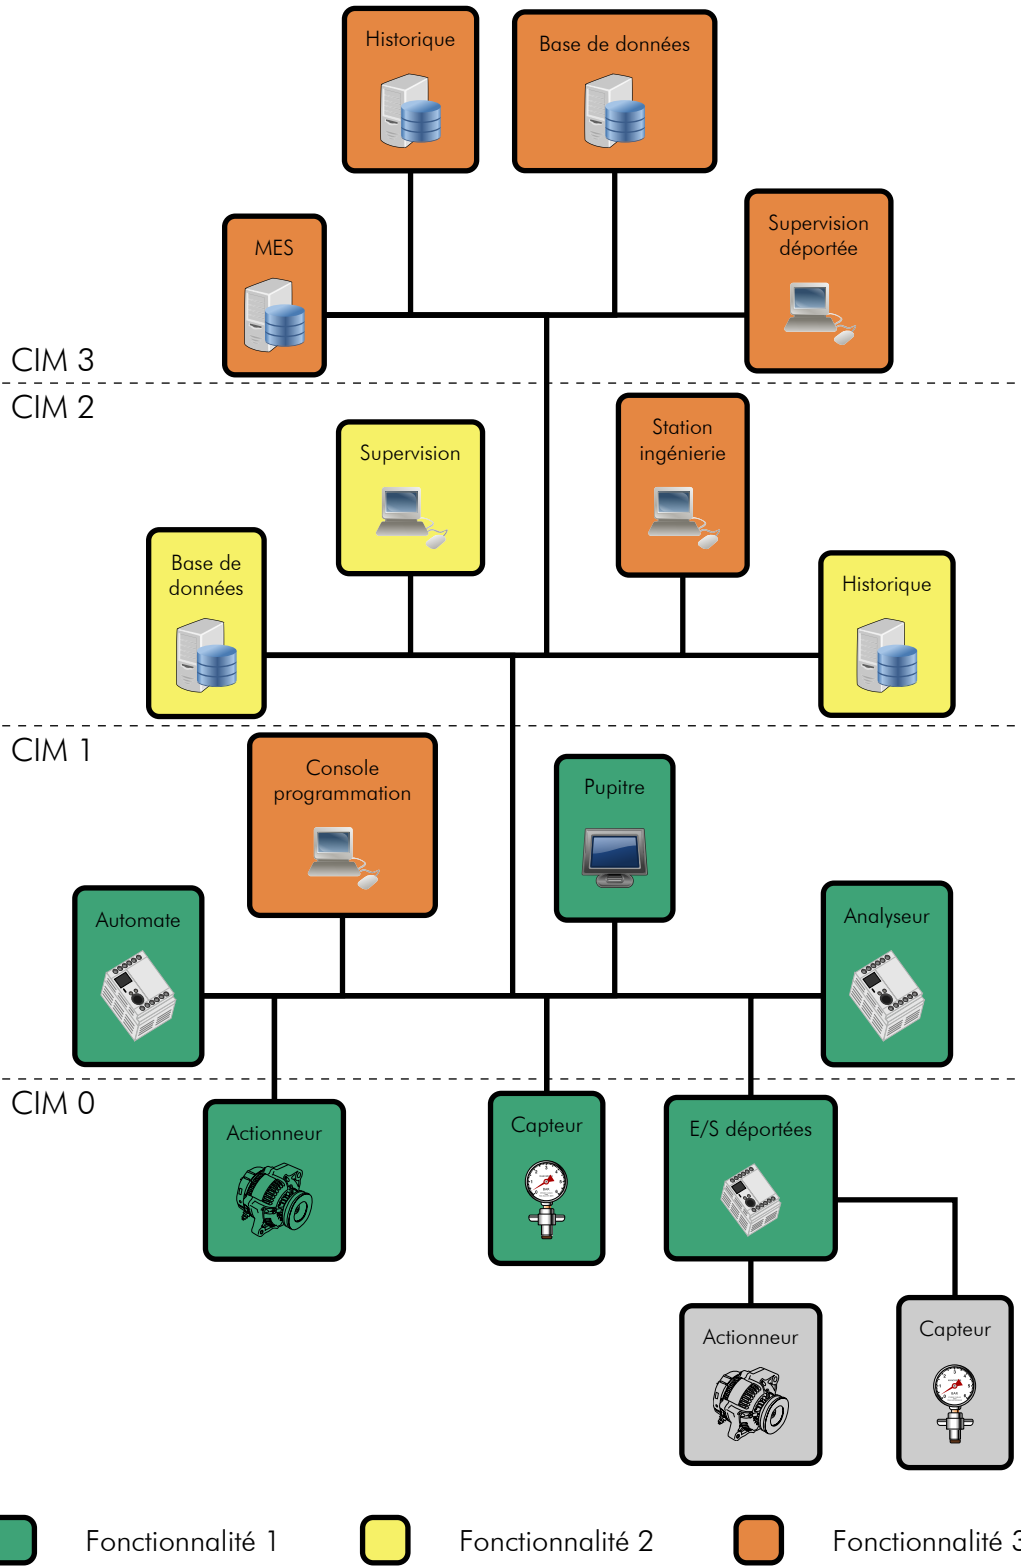 Historique
Base de données
MES
Supervision
déportée
CIM 3
CIM 2
Supervision
Station
ingénierie
Base de
données
Historique
CIM 1
Console
programmation
Pupitre
Automate
Analyseur
CIM 0
Actionneur
Capteur
E/S déportées
Actionneur
Capteur
Fonctionnalité 1
Fonctionnalité 2
Fonctionnalité 3